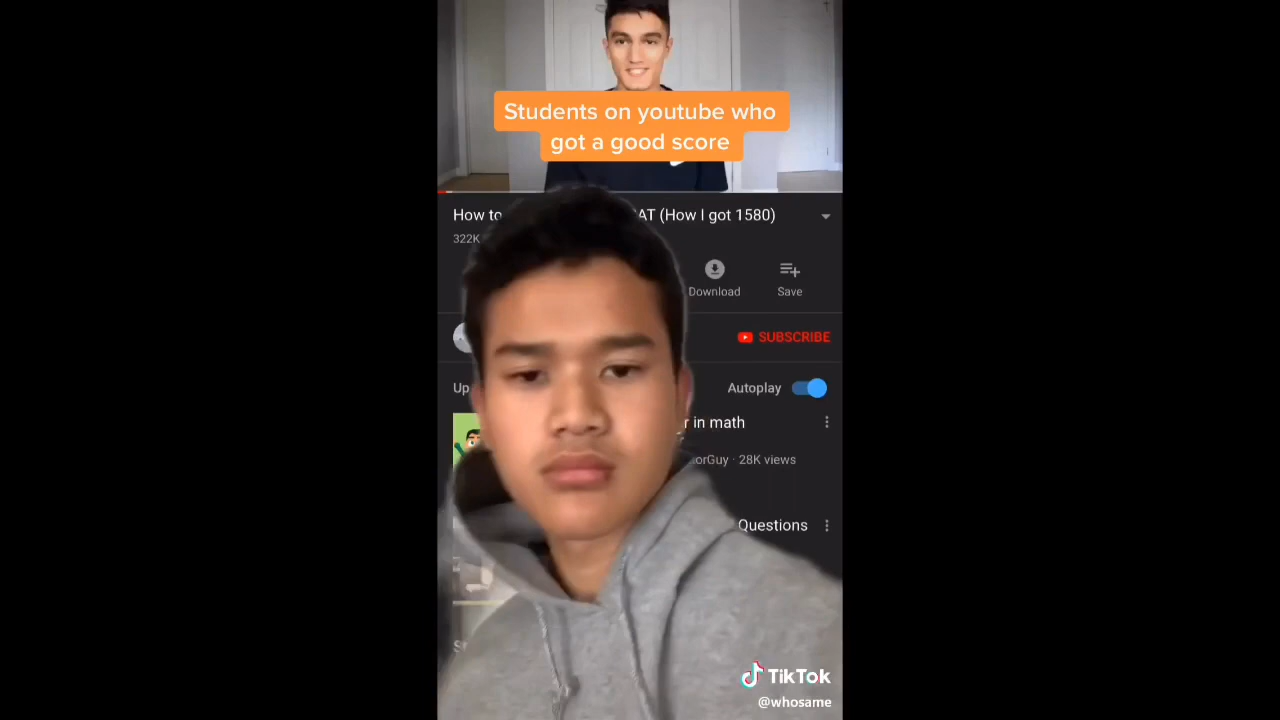 Students on youtube who
got a good score
How to AT (How I got 1580)
322K
Download Save
SUBSCRIBE
Up Autoplay
r in math
orGuy · 28K views
Questions
TikTok
@whosame